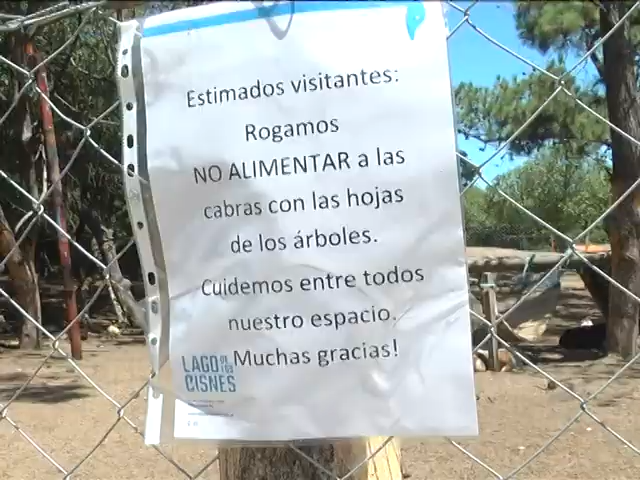 Estimados visitantes:
Rogamos
NO ALIMENTAR a las
cabras con las hojas
de los árboles.
Cuidemos entre todos
nuestro espacio.
Muchas gracias!
LAGO DE LOS
CISNES